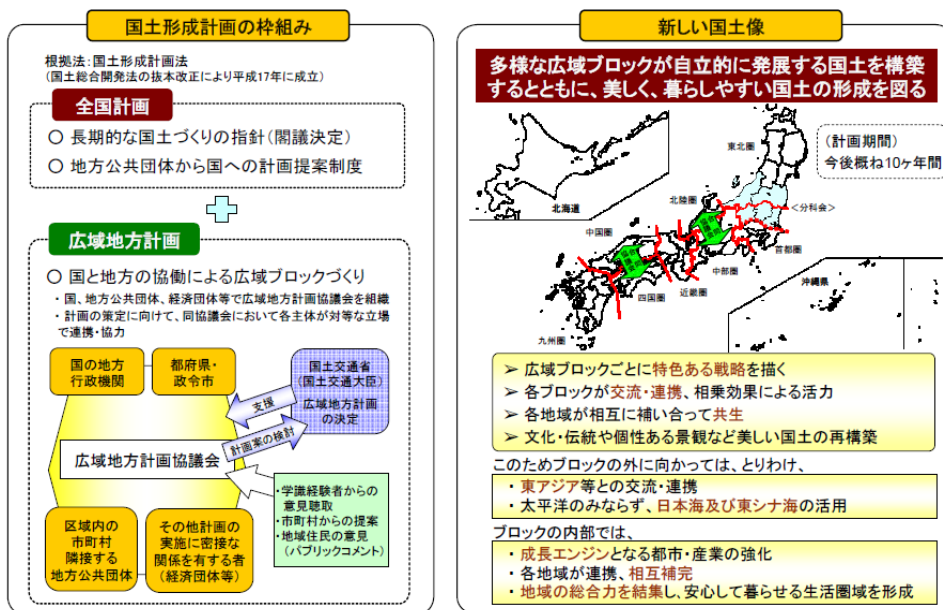 国土形成計画の枠組み
根拠法:国土形成計画法
(国土総合開発法の抜本改正により平成17年に成立)
全国計画
○ 長期的な国土づくりの指針(閣議決定)
○ 地方公共団体から国への計画提案制度
広域地方計画
○ 国と地方の協働による広域ブロックづくり
・国、地方公共団体、経済団体等で広域地方計画協議会を組織
・計画の策定に向けて、同協議会において各主体が対等な立場
で連携・協力
国の地方
行政機関
都府県・
政令市
国土交通省
(国土交通大臣)
広域地方計画
の決定
支援
計画案の検討
広域地方計画協議会
・学識経験者からの
意見聴取
・市町村からの提案
・地域住民の意見
(パブリックコメント)
区域内の
市町村
隣接する
地方公共団体
その他計画の
実施に密接な
関係を有する者
(経済団体等)
新しい国土像
多様な広域ブロックが自立的に発展する国土を構築
するとともに、美しく、暮らしやすい国土の形成を図る
(計画期間)
今後概ね10ヶ年間
東北圏
北海道
北陸圏
<分科会>
中国圏
首都圏
中部圏
沖縄県
近畿圏
四国圏
九州圏
➢ 広域ブロックごとに特色ある戦略を描く
➢ 各ブロックが交流・連携、相乗効果による活力
➢ 各地域が相互に補い合って共生
➢ 文化・伝統や個性ある景観など美しい国土の再構築
このためブロックの外に向かっては、とりわけ、
・東アジア等との交流・連携
・太平洋のみならず、日本海及び東シナ海の活用
ブロックの内部では、
・成長エンジンとなる都市・産業の強化
・各地域が連携、相互補完
・地域の総合力を結集し、安心して暮らせる生活圏域を形成